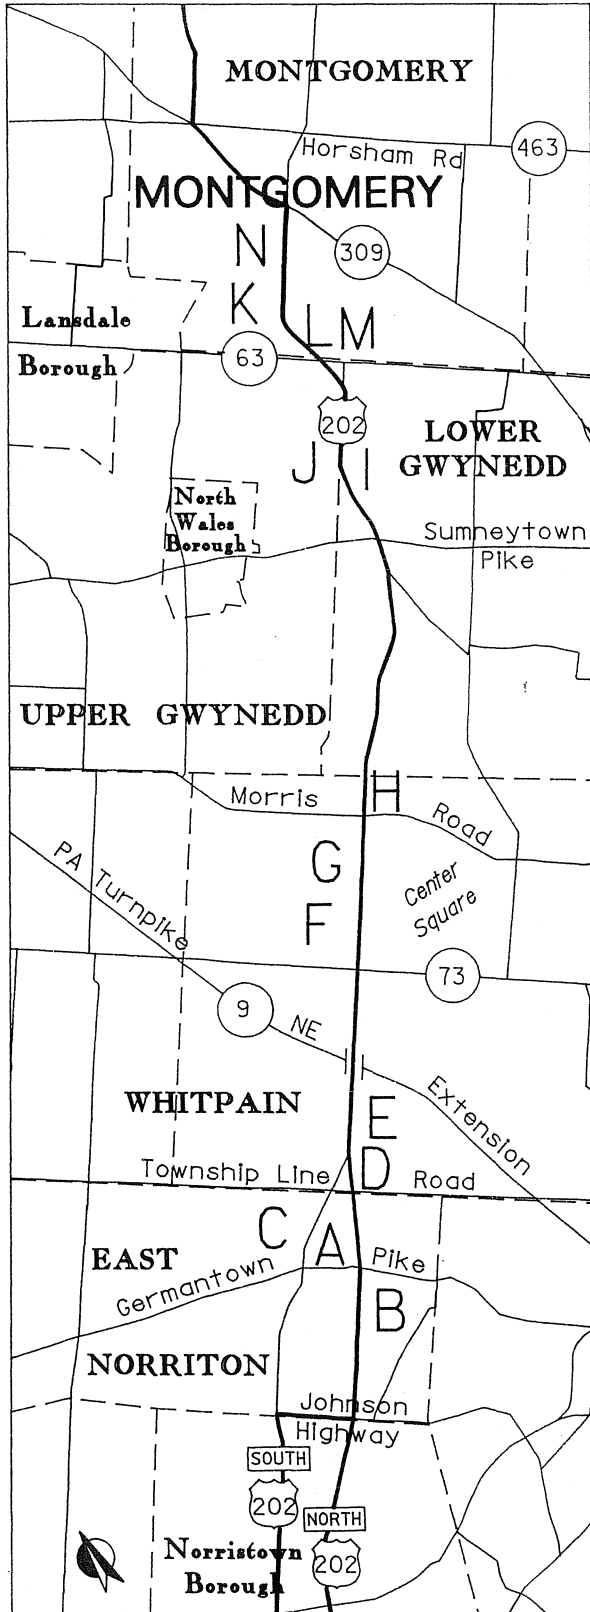 MONTGOMERY
463
Horsham Rd
MONTGOMERY
N
309
K
Lansdale
L M
63
Borough
202
LOWER
J I
GWYNEDD
North
Wales
Borough
Sumneytown
Pike
UPPER GWYNEDD
H
Morris
Road
PA Turnpike
G
Center
Square
F
73
9
NE
Extension
WHITPAIN
E
D
Township Line
Road
C
A
EAST
Pike
Germantown
B
NORRITON
Johnson
Highway
SOUTH
202
NORTH
Norristown
202
Borough